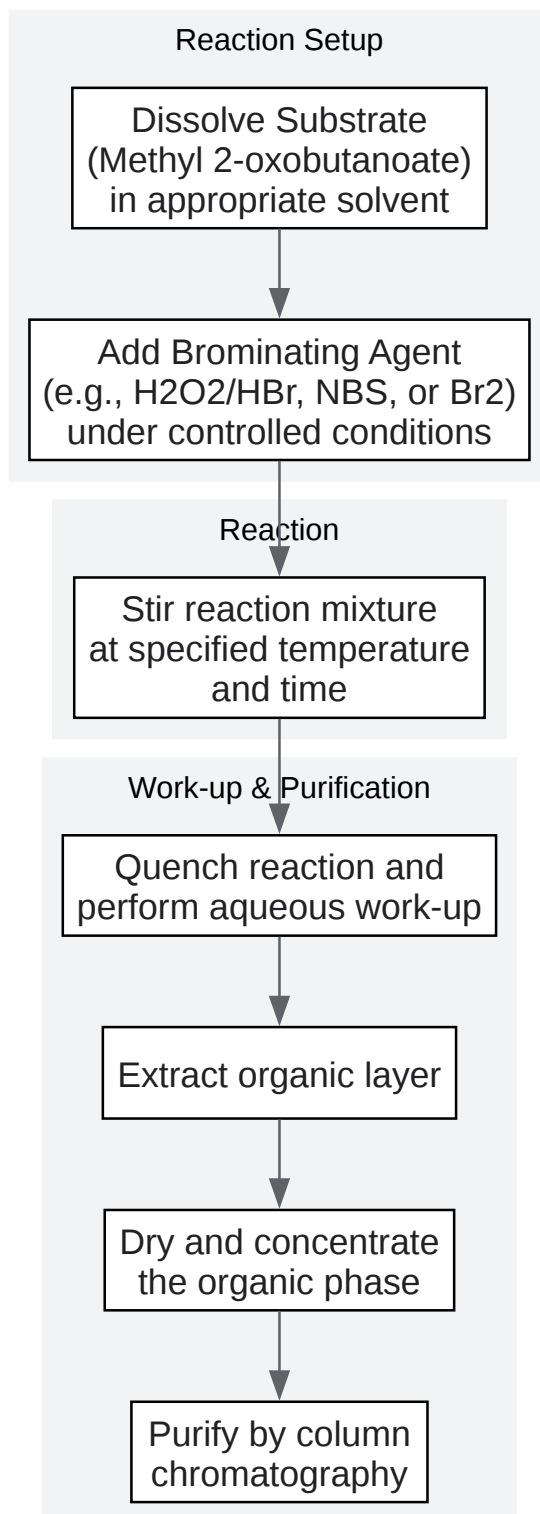 Reaction Setup
Dissolve Substrate
(Methyl 2-oxobutanoate)
in appropriate solvent
Add Brominating Agent
(e.g., H2O2/HBr, NBS, or Br2)
under controlled conditions
Reaction
Stir reaction mixture
at specified temperature
and time
Work-up & Purification
Quench reaction and
perform aqueous work-up
Extract organic layer
Dry and concentrate
the organic phase
Purify by column
chromatography